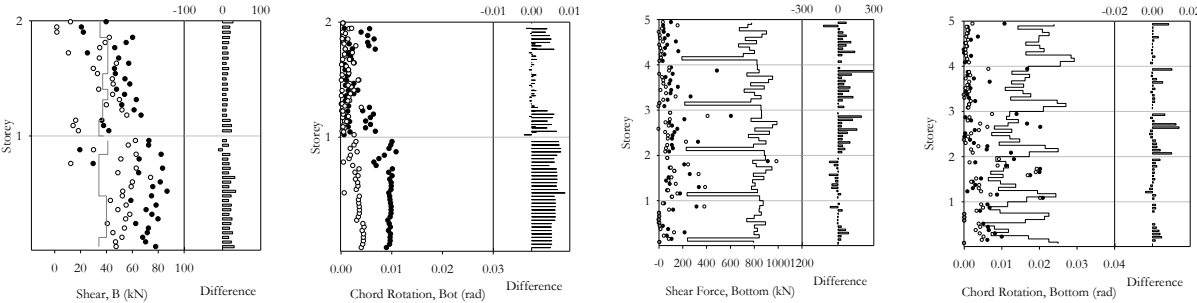 -100 0 100
2
1
Storey
0 20 40 60 80 100
Shear, B (kN)
Difference
-0.01 0.00 0.01
2
1
Storey
0.00 0.01 0.02 0.03
Chord Rotation, Bot (rad)
Difference
-300 0 300
5
4
3
2
1
Storey
-0 200 400 600 800 1000 1200
Shear Force, Bottom (kN)
Difference
-0.02 0.00 0.02
5
4
3
2
1
Storey
0.00 0.01 0.02 0.03 0.04
Chord Rotation, Bottom (rad)
Difference